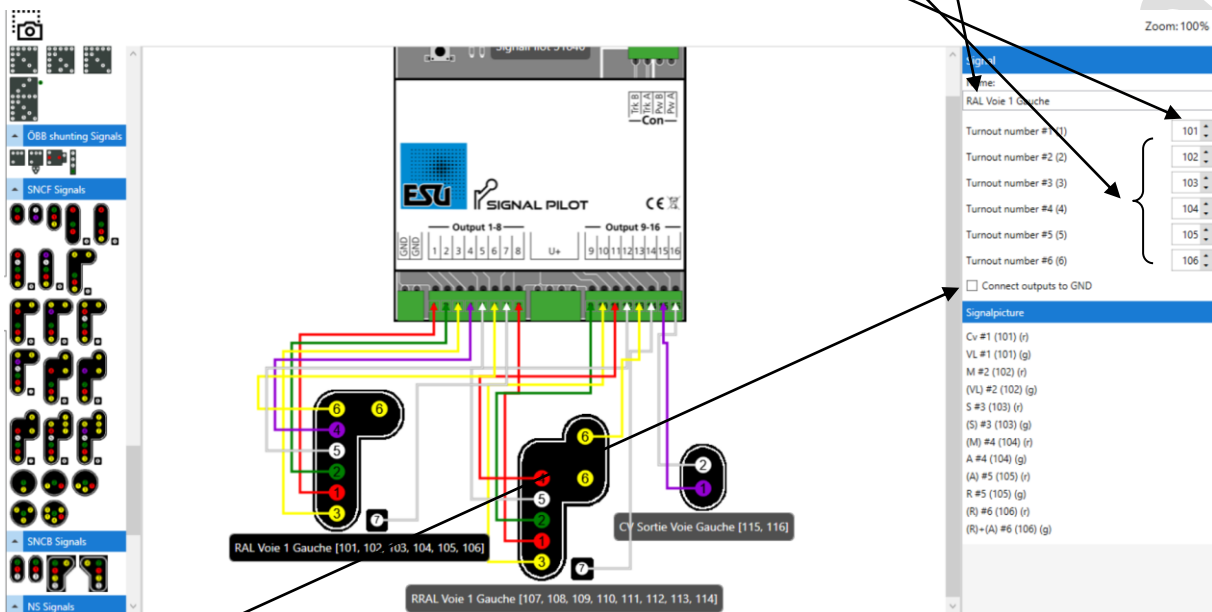 Zoom: 100%
SignalPilot 51840
Trk B
Trk A
Pw B
Pw A
Con
ESU
SIGNAL PILOT
CE
Output 1-8
Output 9-16
GND
GND
1 2 3 4 5 6 7 8
U+
9 10 11 12 13 14 15 16
ÖBB shunting Signals
SNCF Signals
SNCB Signals
NS Signals
6 6
4
5
2
1
3
7
RAL Voie 1 Gauche [101, 102, 103, 104, 105, 106]
6
4 6
5
2
1
3
7
RRAL Voie 1 Gauche [107, 108, 109, 110, 111, 112, 113, 114]
2
1
CV Sortie Voie Gauche [115, 116]
Signal
Name:
RAL Voie 1 Gauche
Turnout number #1 (1) 101
Turnout number #2 (2) 102
Turnout number #3 (3) 103
Turnout number #4 (4) 104
Turnout number #5 (5) 105
Turnout number #6 (6) 106
Connect outputs to GND
Signalpicture
Cv #1 (101) (r)
VL #1 (101) (g)
M #2 (102) (r)
(VL) #2 (102) (g)
S #3 (103) (r)
(S) #3 (103) (g)
(M) #4 (104) (r)
A #4 (104) (g)
(A) #5 (105) (r)
R #5 (105) (g)
(R) #6 (106) (r)
(R)+(A) #6 (106) (g)